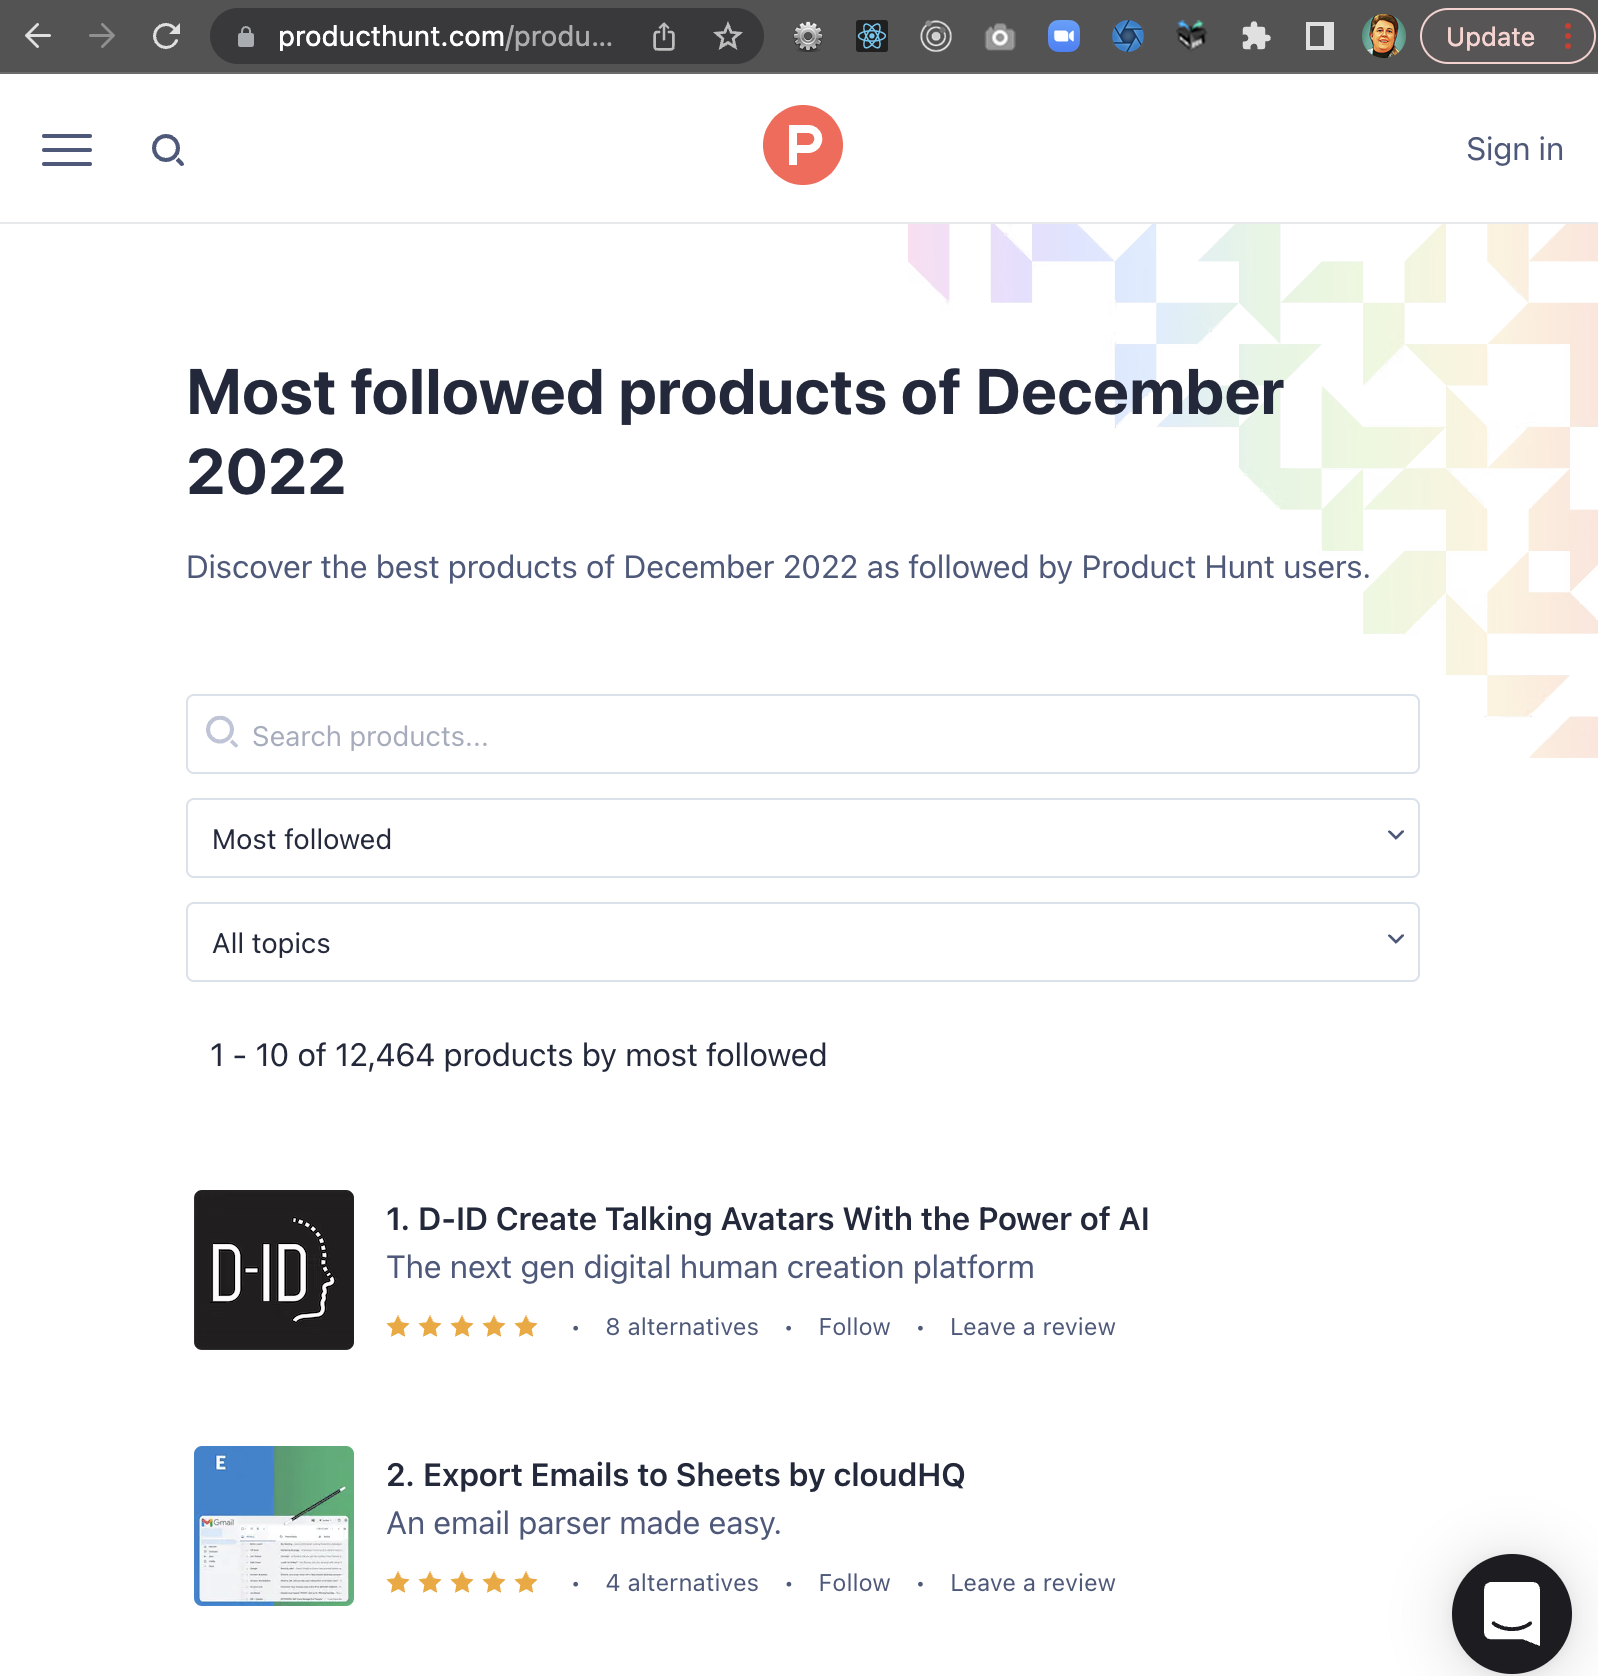 producthunt.com/produ...
Update
P
Sign in
Most followed products of December
2022
Discover the best products of December 2022 as followed by Product Hunt users.
Search products...
Most followed
All topics
1 - 10 of 12,464 products by most followed
D-ID
1. D-ID Create Talking Avatars With the Power of AI
The next gen digital human creation platform
• 8 alternatives • Follow • Leave a review
E
Gmail
2. Export Emails to Sheets by cloudHQ
An email parser made easy.
• 4 alternatives • Follow • Leave a review